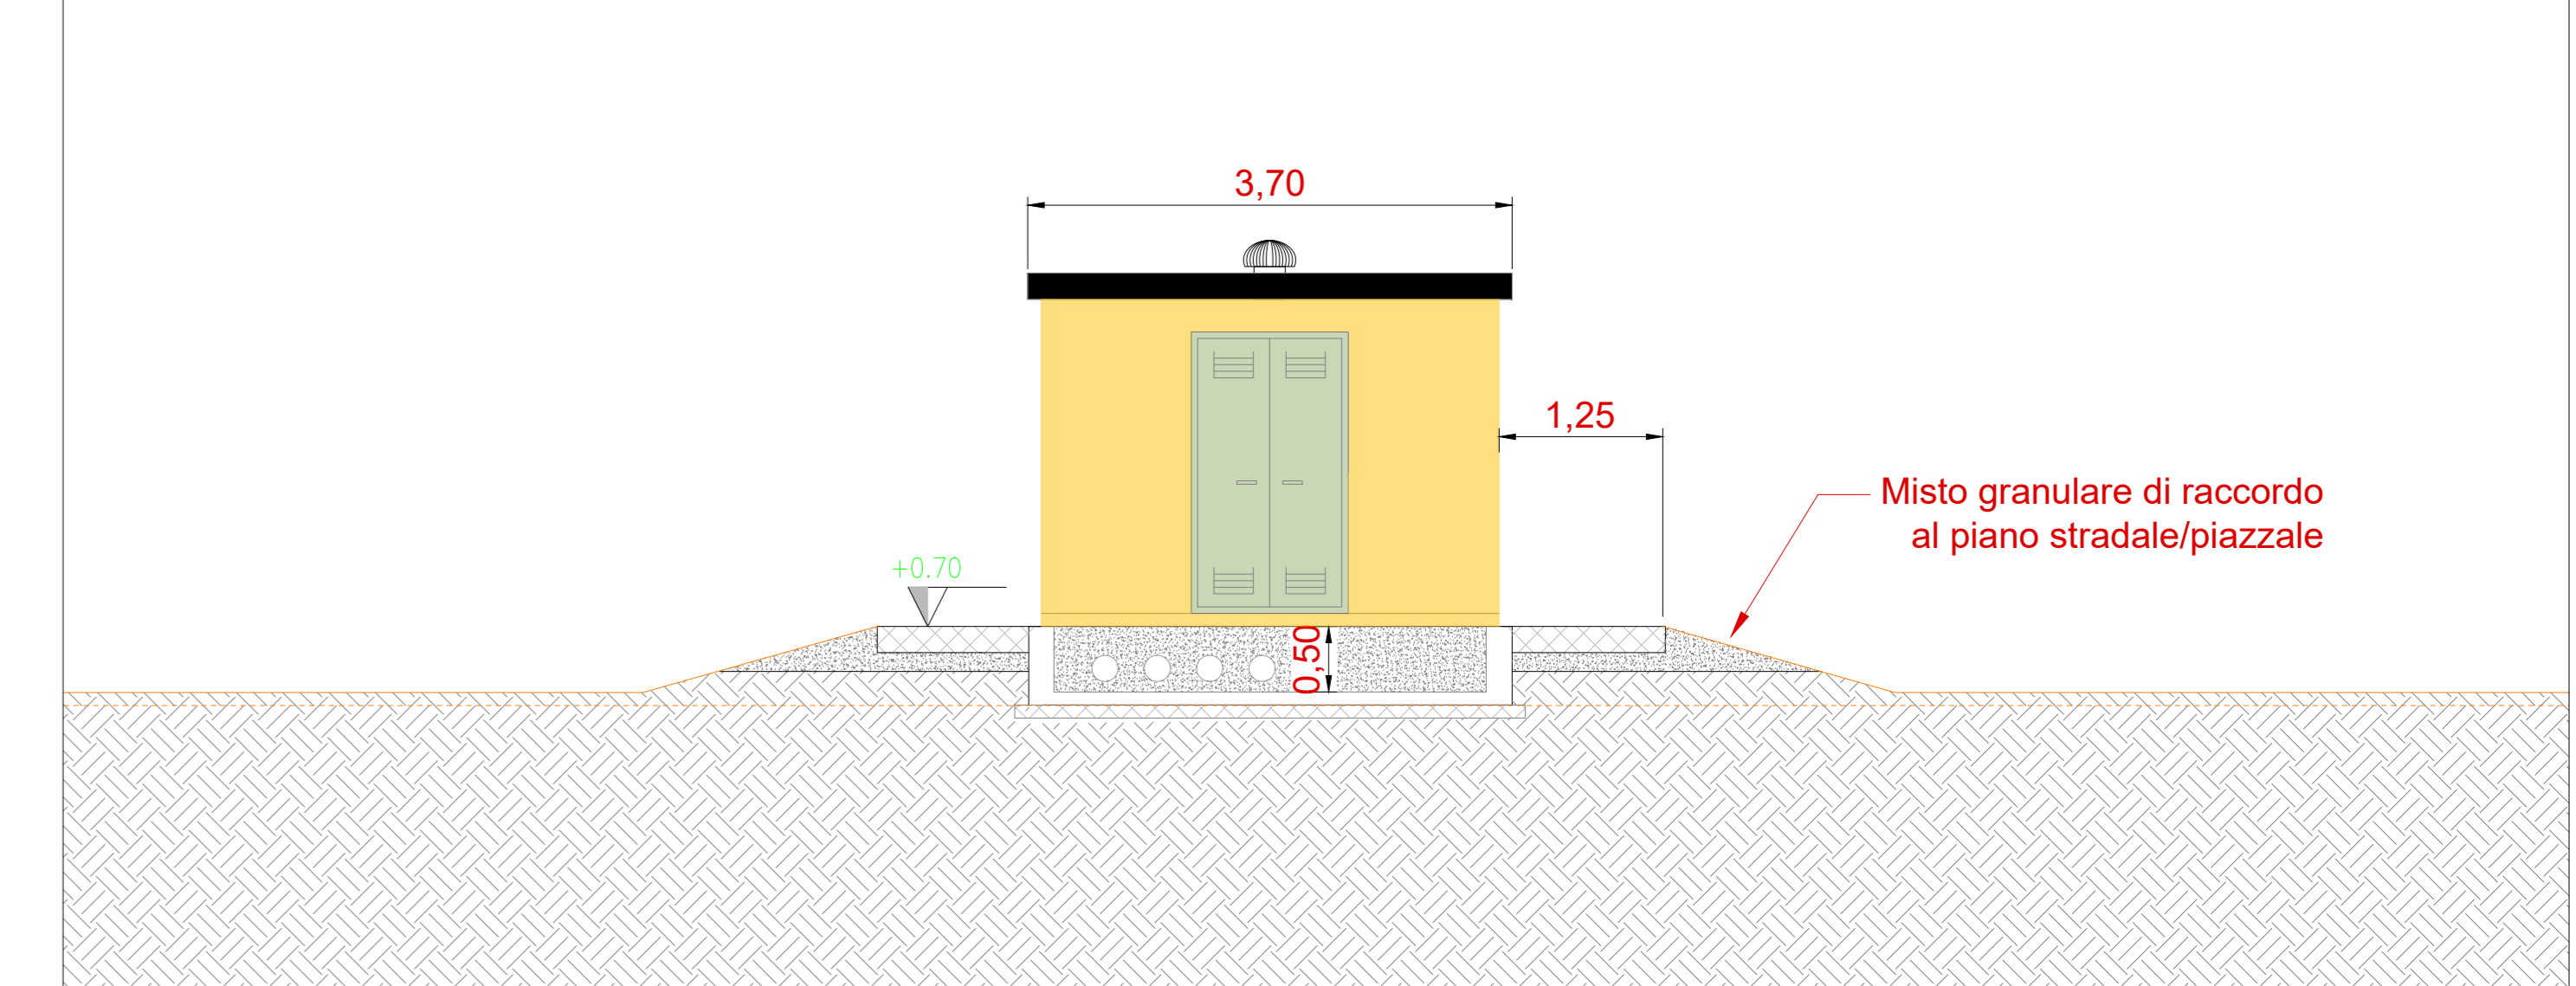 3,70
1,25
Misto granulare di raccordo
al piano stradale/piazzale
+0.70
0,50